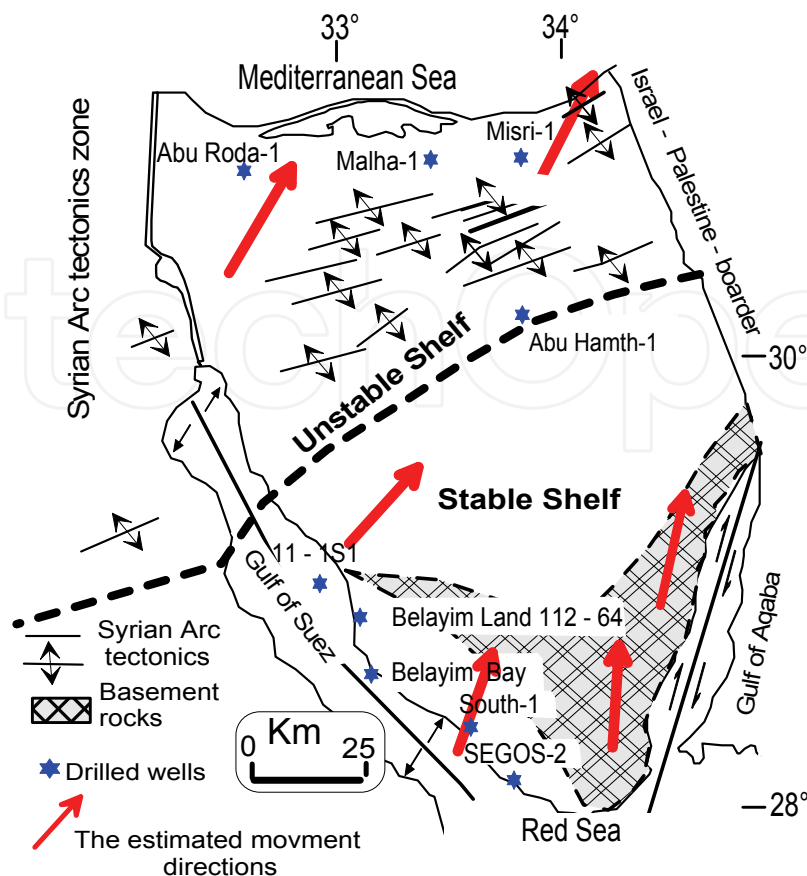 33°
34°
Mediterranean Sea
Israel - Palestine - boarder
Syrian Arc tectonics zone
Abu Roda-1
Malha-1
Misri-1
techOpe
Abu Hamth-1
30°
Unstable Shelf
Stable Shelf
11 - 1S1
Gulf of Suez
Belayim Land 112 - 64
Belayim Bay
South-1
SEGOS-2
Gulf of Aqaba
Red Sea
28°
Syrian Arc
tectonics
Basement
rocks
Drilled wells
The estimated movment
directions
Km
0 25